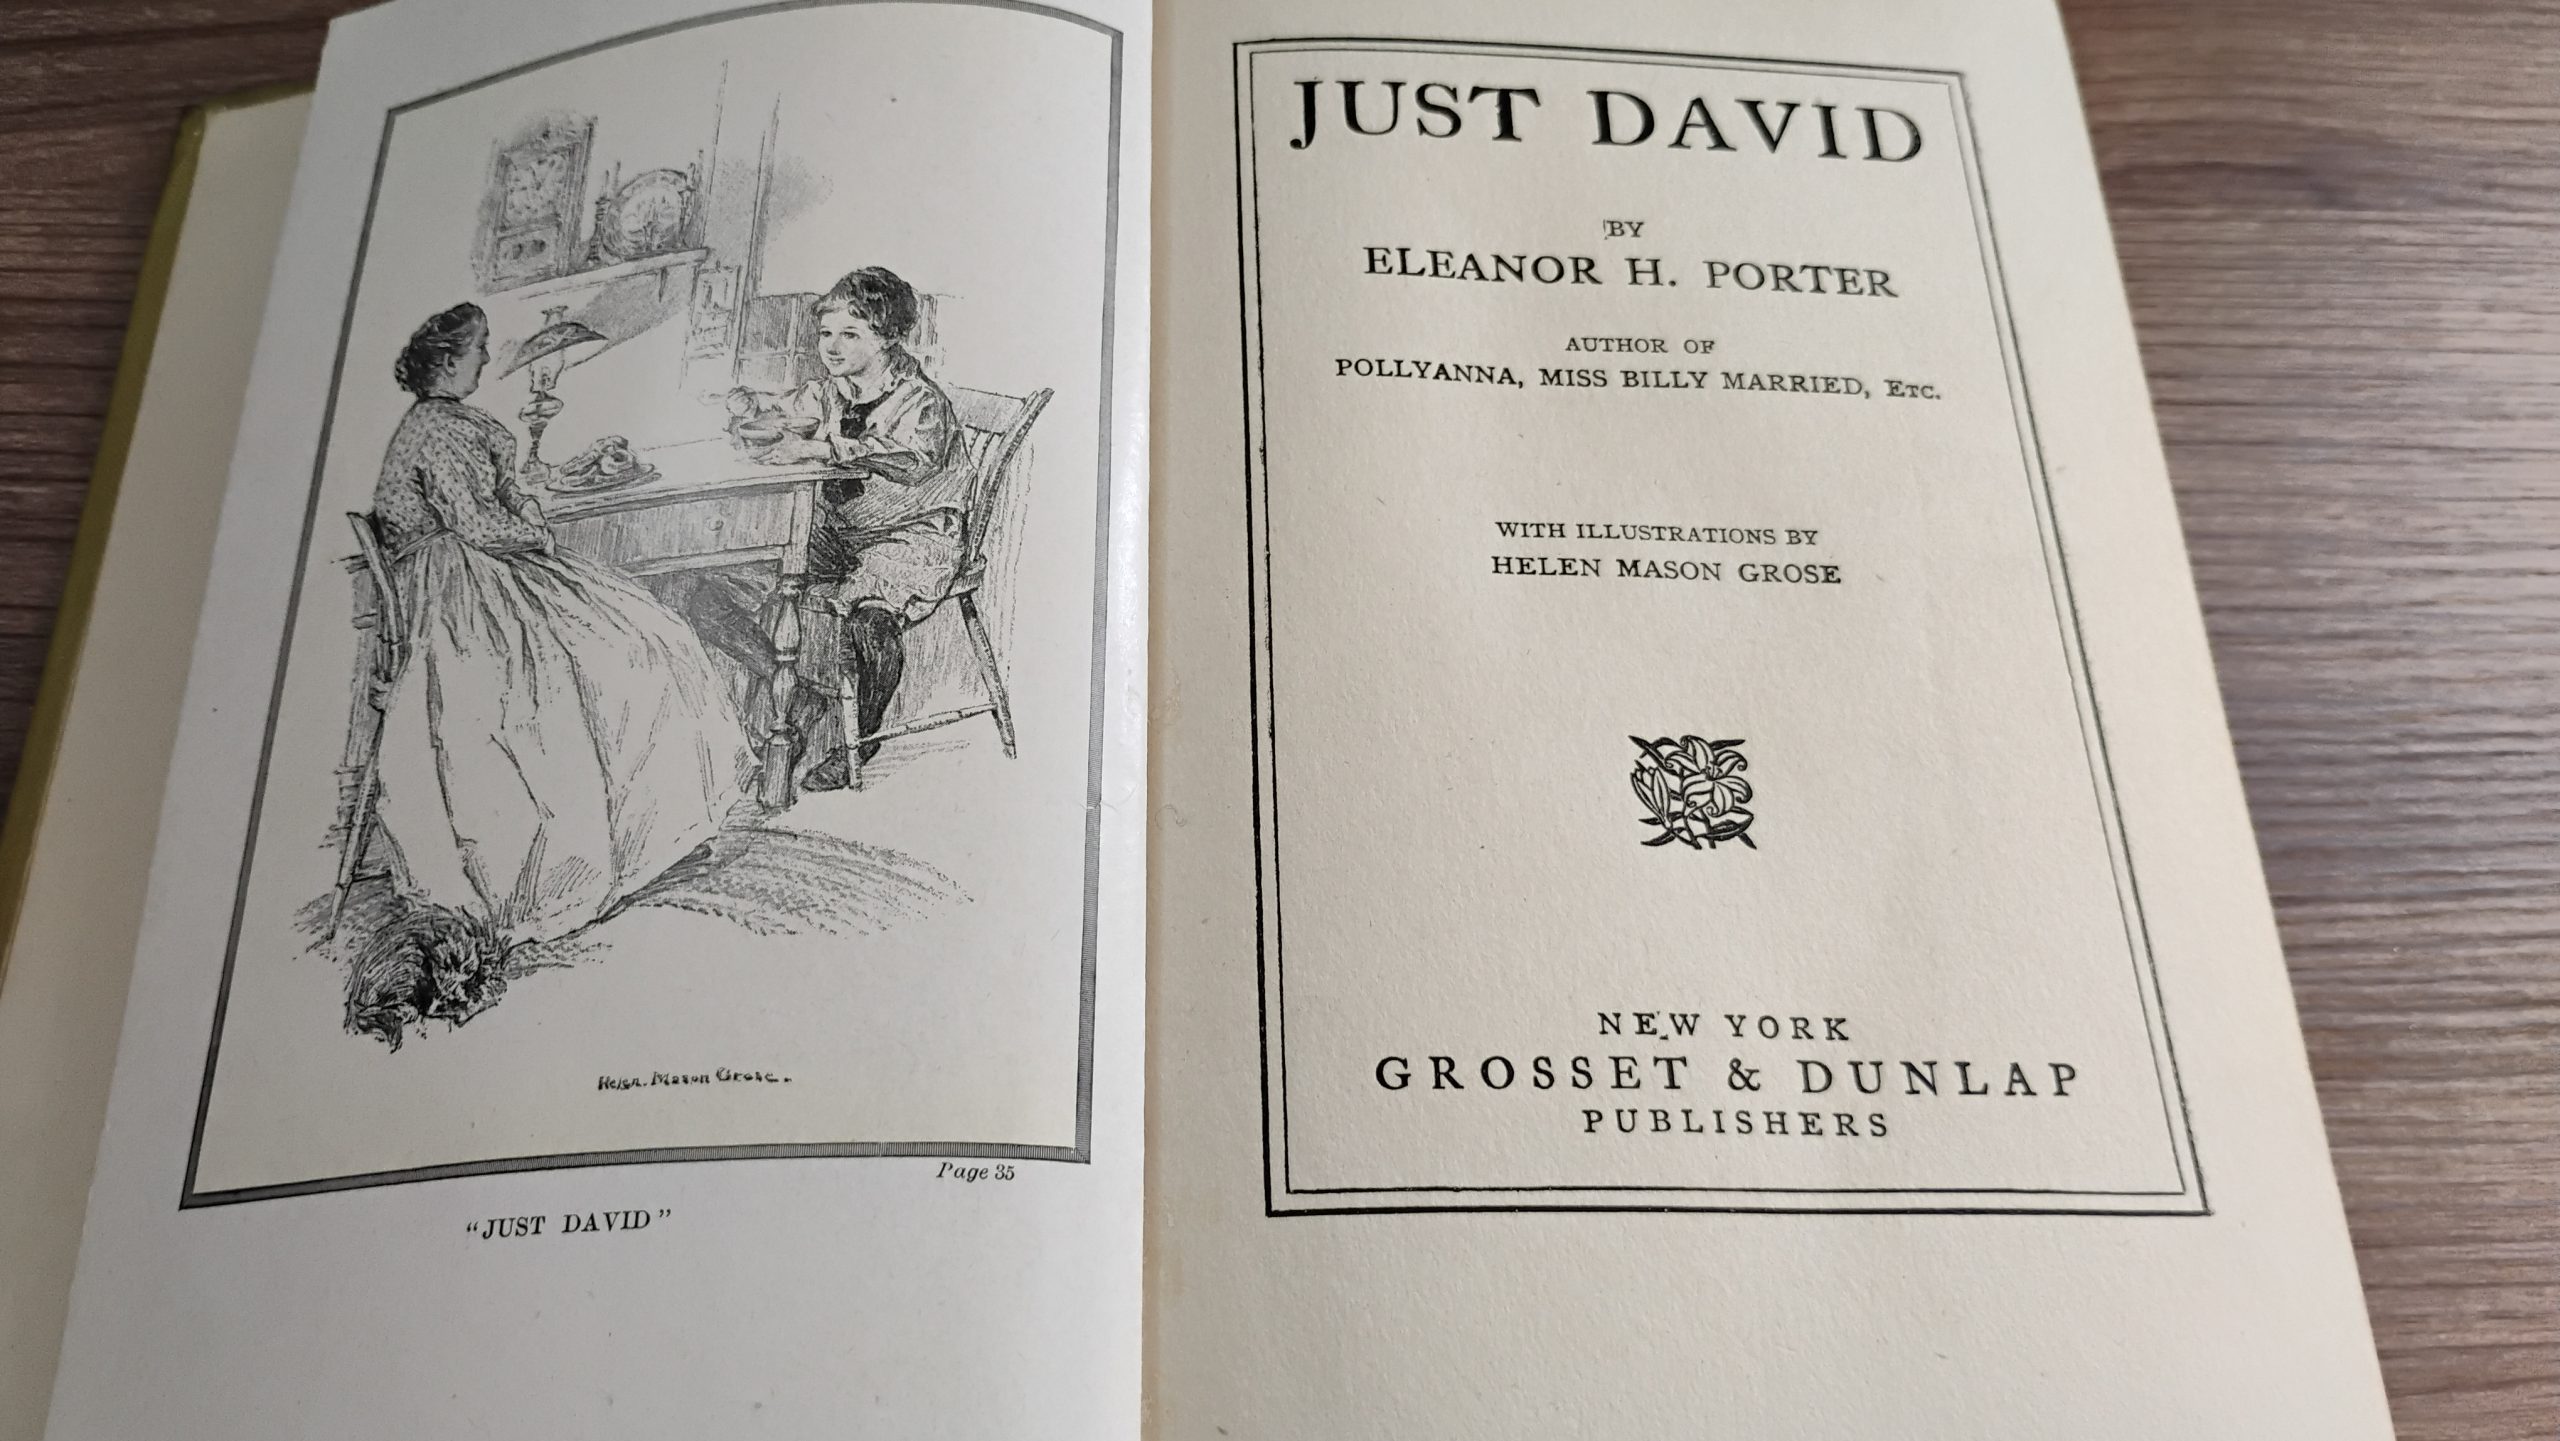 Helen. Mason Grose.
Page 35
“JUST DAVID”
JUST DAVID
BY
ELEANOR H. PORTER
AUTHOR OF
POLLYANNA, MISS BILLY MARRIED, ETC.
WITH ILLUSTRATIONS BY
HELEN MASON GROSE
NEW YORK
GROSSET & DUNLAP
PUBLISHERS